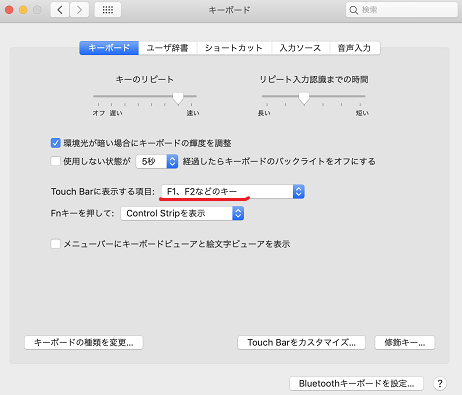 キーボード
検索
キーボード ユーザ辞書 ショートカット 入力ソース 音声入力
キーのリピート リピート入力認識までの時間
オフ 遅い 速い 長い 短い
環境光が暗い場合にキーボードの輝度を調整
使用しない状態が 5秒 経過したらキーボードのバックライトをオフにする
Touch Barに表示する項目: F1、F2などのキー
Fnキーを押して: Control Stripを表示
メニューバーにキーボードビューアと絵文字ビューアを表示
キーボードの種類を変更... Touch Barをカスタマイズ... 修飾キー...
Bluetoothキーボードを設定... ?